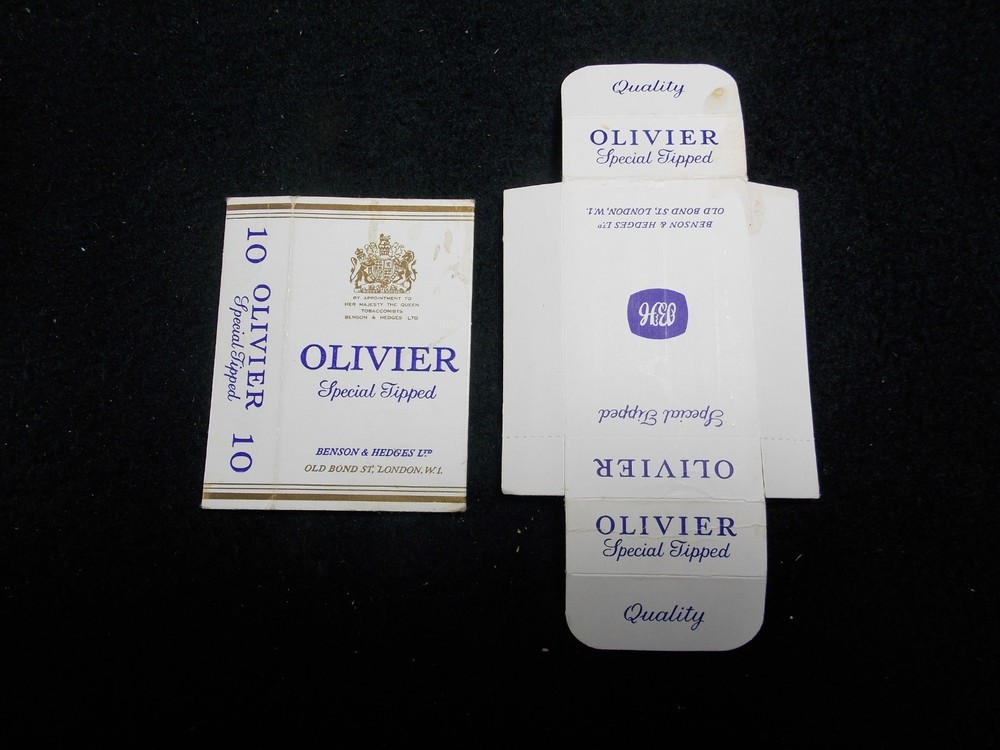 10 OLIVIER 10
Special Tipped
BY APPOINTMENT TO
HER MAJESTY THE QUEEN
TOBACCONISTS
BENSON & HEDGES LTD
OLIVIER
Special Tipped
BENSON & HEDGES LTD
OLD BOND ST, LONDON, W.1.
Quality
OLIVIER
Special Tipped
BENSON & HEDGES LTD
OLD BOND ST, LONDON, W.1.
B&H
Special Tipped
OLIVIER
OLIVIER
Special Tipped
Quality